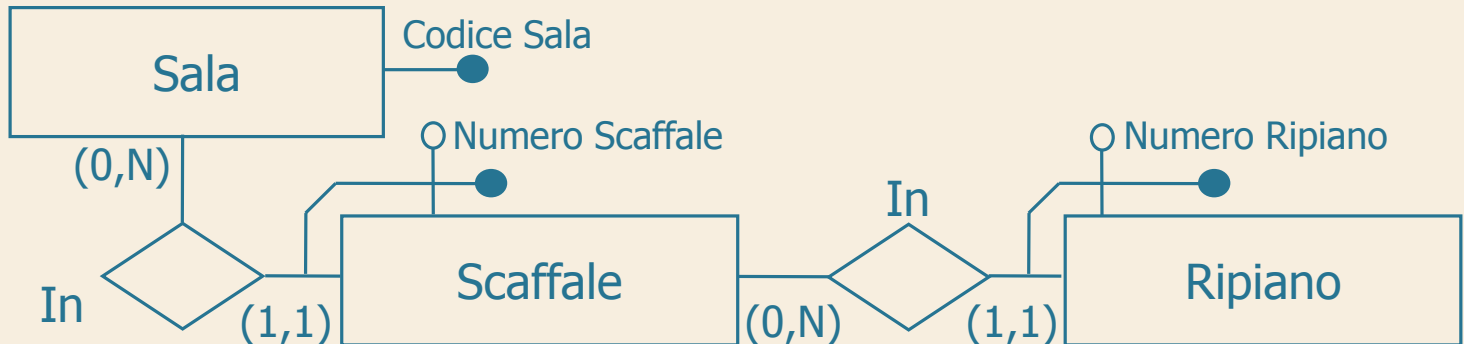 Codice Sala
Sala
(0,N)
Numero Scaffale
Numero Ripiano
In
Scaffale
Ripiano
In
(1,1)
(0,N)
(1,1)